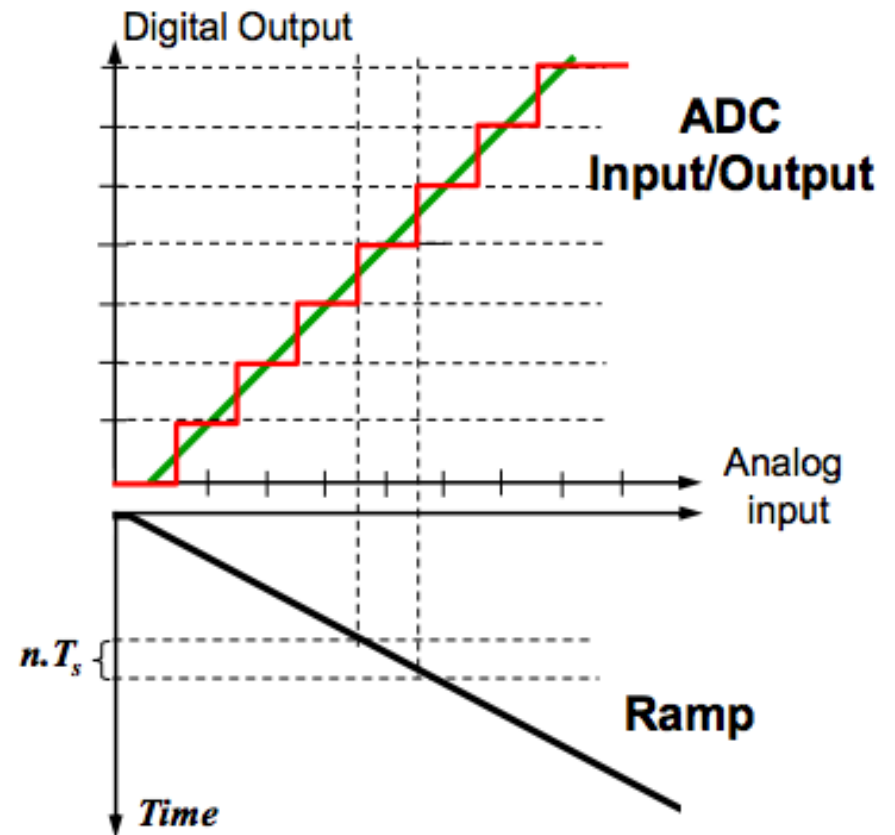 Digital Output
ADC
Input/Output
Analog
input
n.Ts
Ramp
Time